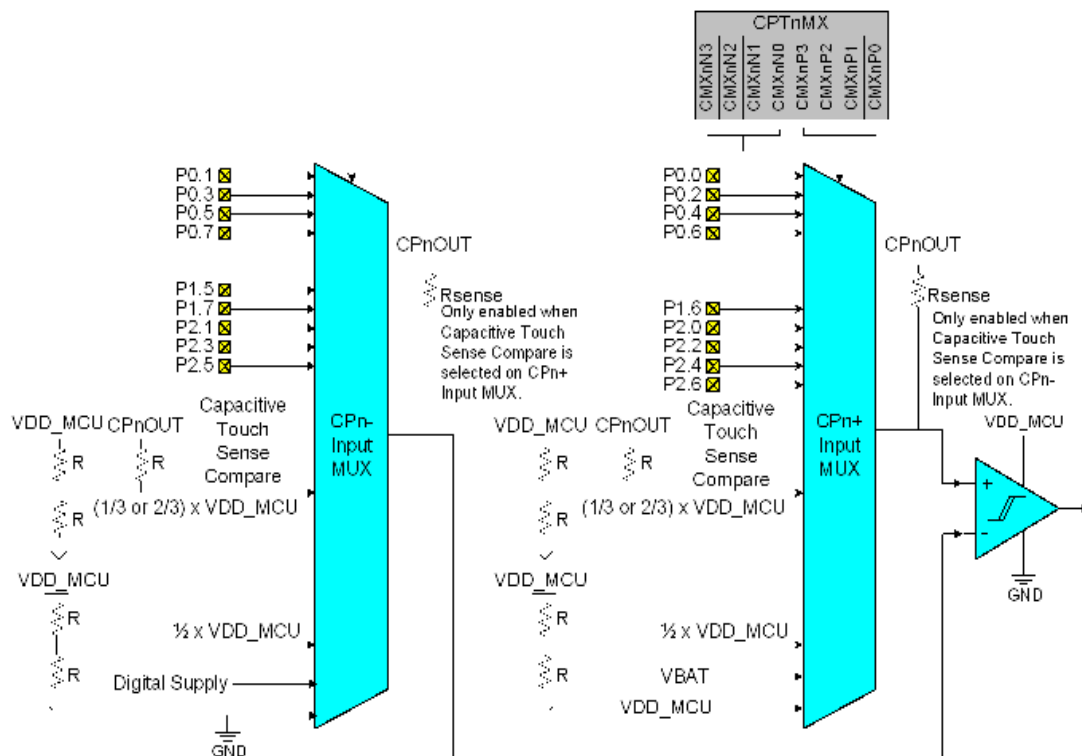 CPTnMX
CMXnN3
CMXnN2
CMXnN1
CMXnN0
CMXnP3
CMXnP2
CMXnP1
CMXnP0
P0.1
P0.3
P0.5
P0.7
P1.5
P1.7
P2.1
P2.3
P2.5
CPnOUT
Rsense
Only enabled when
Capacitive Touch
Sense Compare is
selected on CPn+
Input MUX.
VDD_MCU
CPnOUT
R
R
R
Capacitive
Touch
Sense
Compare
(1/3 or 2/3) x VDD_MCU
VDD_MCU
R
R
½ x VDD_MCU
Digital Supply
GND
CPn-
Input
MUX
P0.0
P0.2
P0.4
P0.6
P1.6
P2.0
P2.2
P2.4
P2.6
CPnOUT
Rsense
Only enabled when
Capacitive Touch
Sense Compare is
selected on CPn-
Input MUX.
VDD_MCU
CPnOUT
R
R
R
Capacitive
Touch
Sense
Compare
(1/3 or 2/3) x VDD_MCU
VDD_MCU
R
R
½ x VDD_MCU
VBAT
VDD_MCU
CPn+
Input
MUX
VDD_MCU
+
-
GND